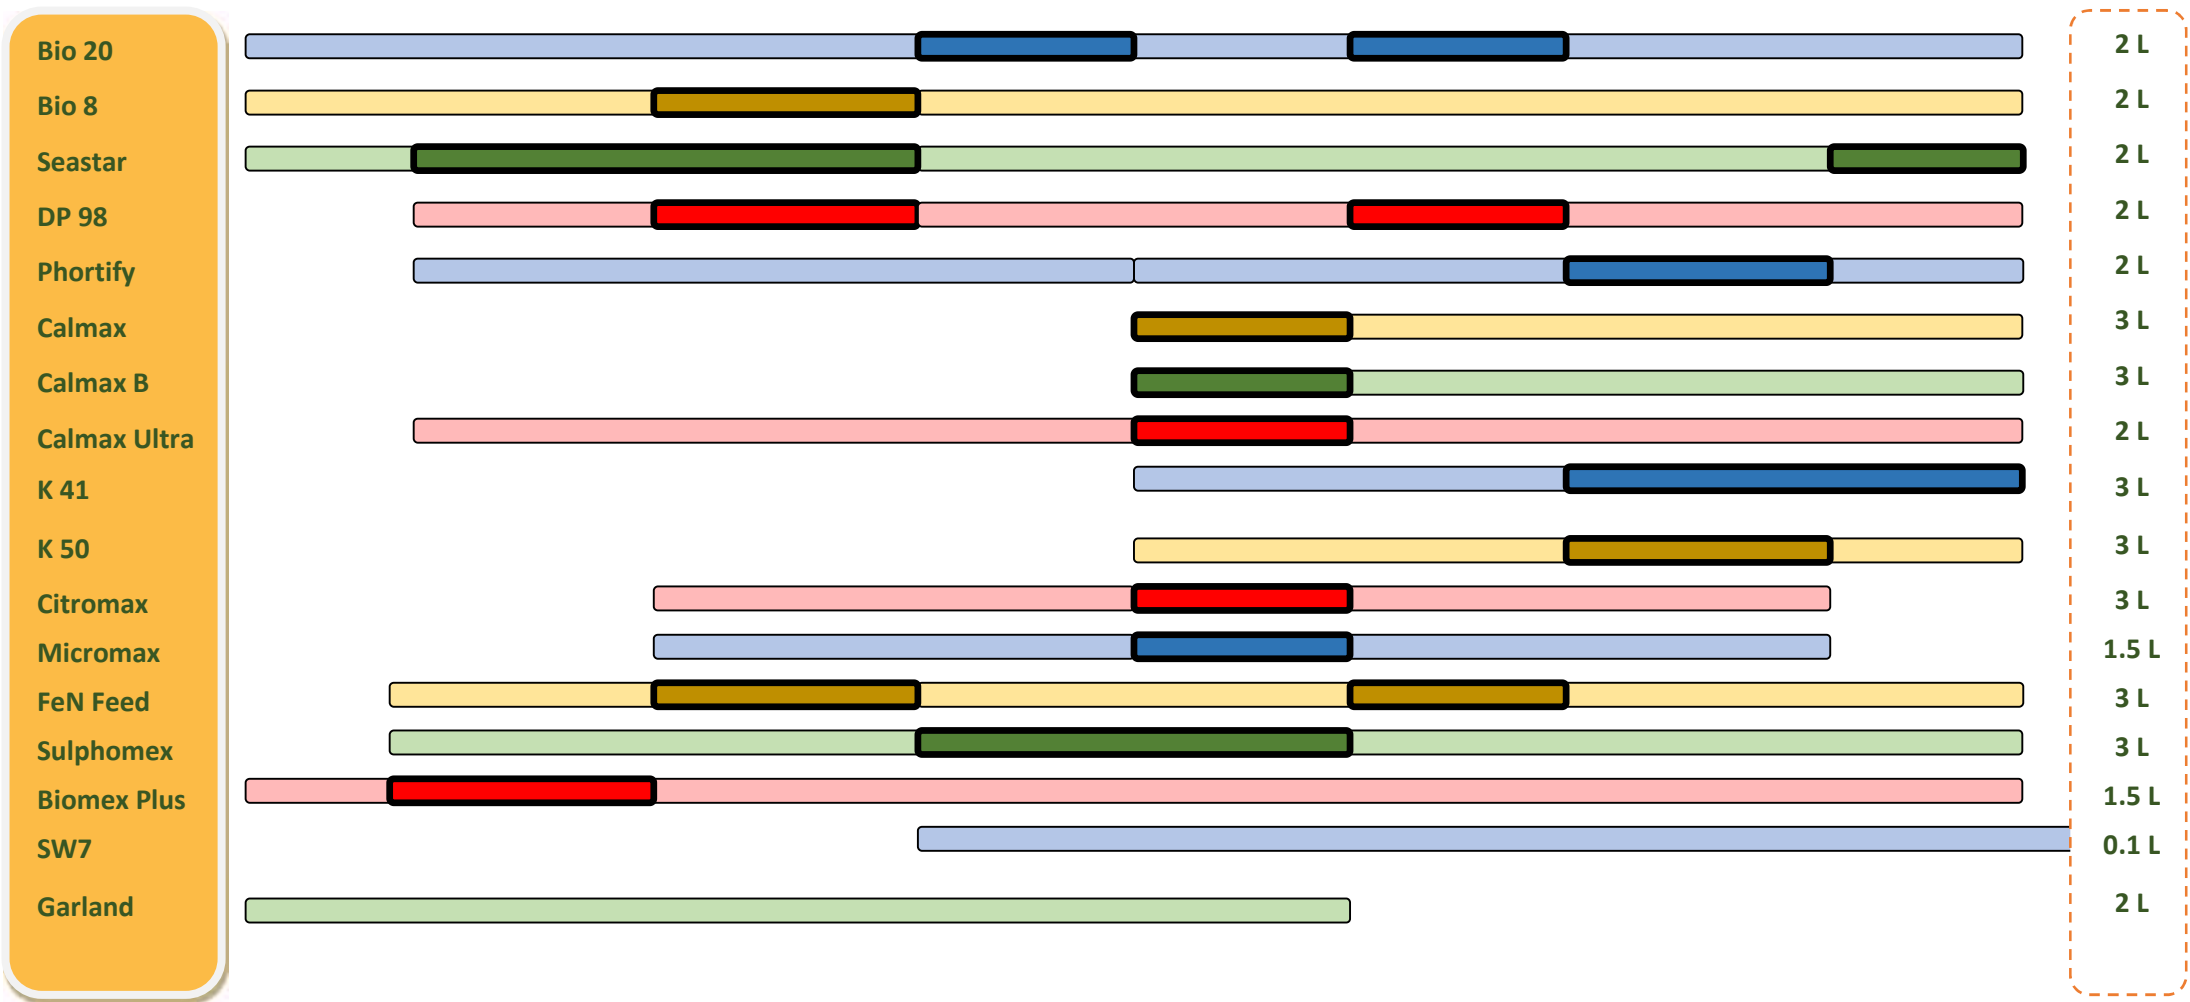 Bio 20 2 L
Bio 8 2 L
Seastar 2 L
DP 98 2 L
Phortify 2 L
Calmax 3 L
Calmax B 3 L
Calmax Ultra 2 L
K 41 3 L
K 50 3 L
Citromax 3 L
Micromax 1.5 L
FeN Feed 3 L
Sulphomex 3 L
Biomex Plus 1.5 L
SW7 0.1 L
Garland 2 L